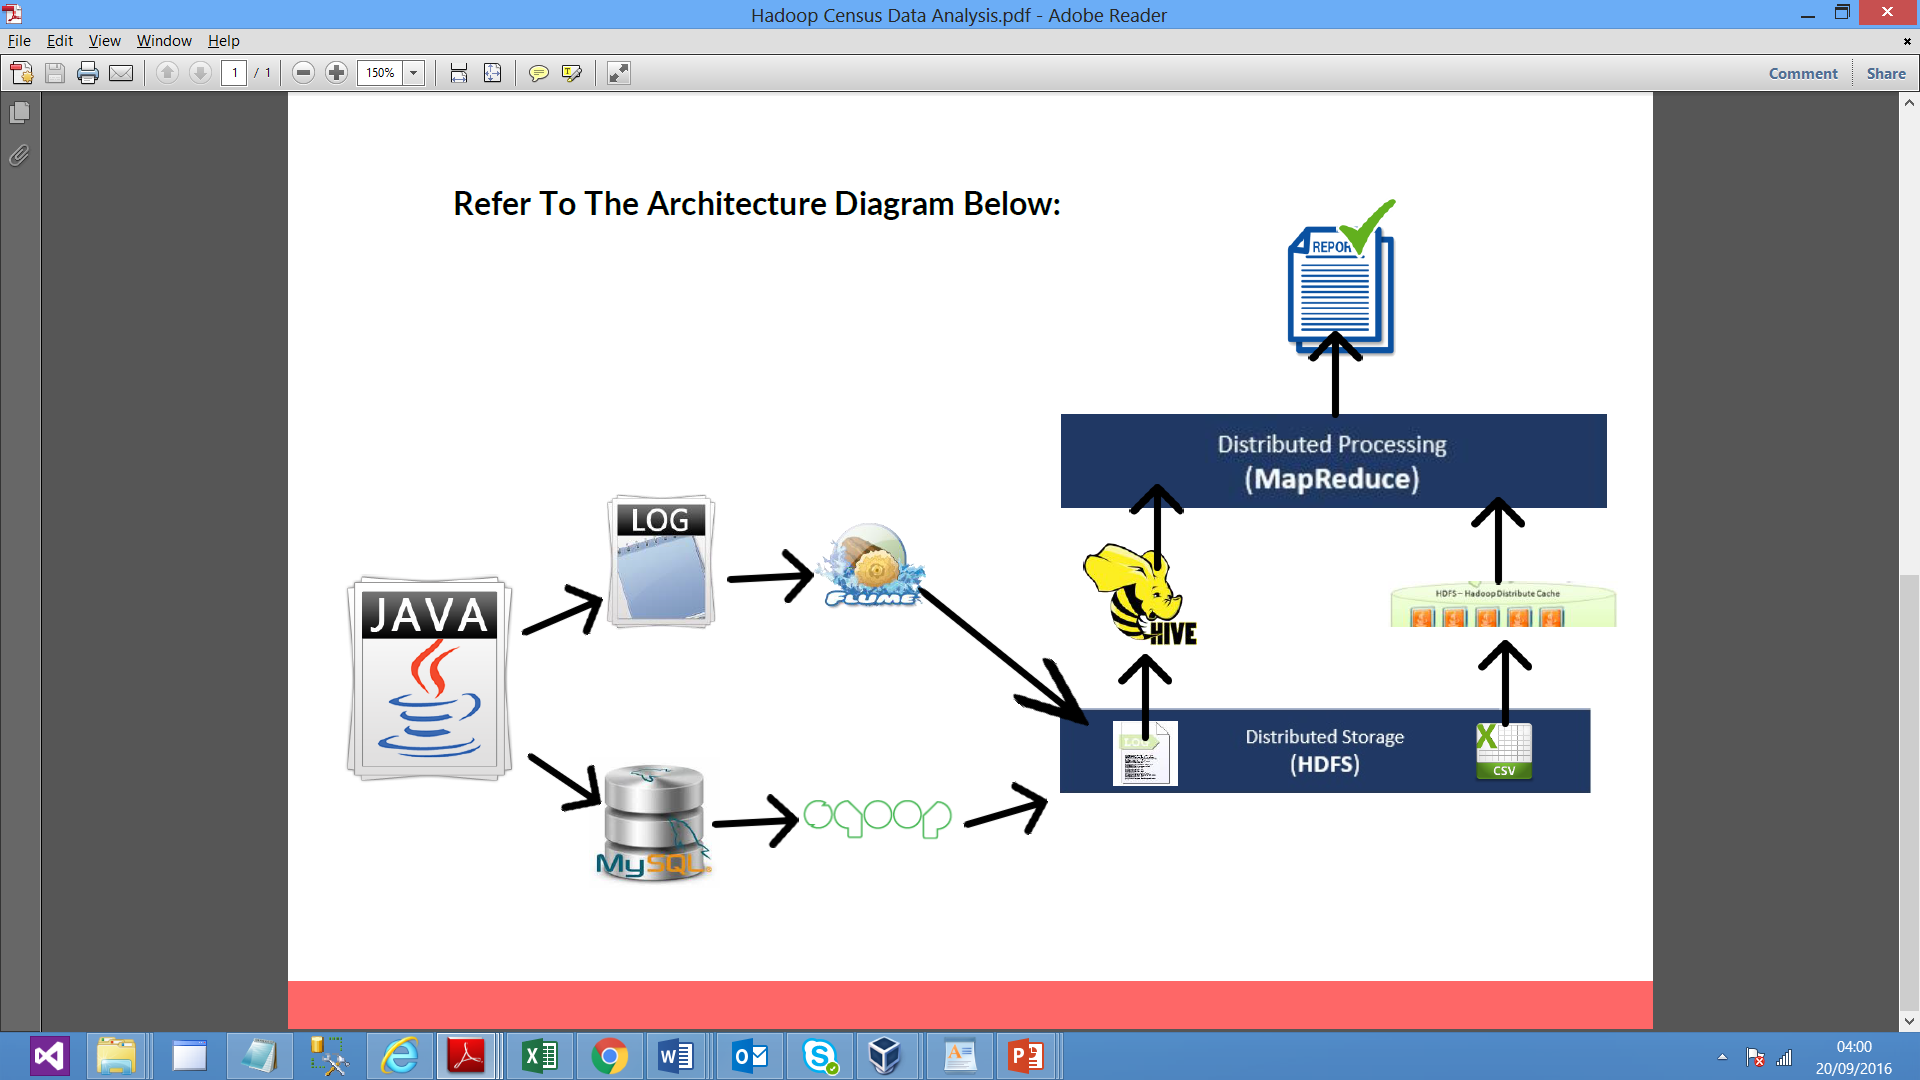 Hadoop Census Data Analysis.pdf - Adobe Reader
File Edit View Window Help
1 / 1
150%
Comment Share
Refer To The Architecture Diagram Below:
REPOR
Distributed Processing
(MapReduce)
LOG
FLUME
HIVE
HDFS – Hadoop Distribute Cache
JAVA
Distributed Storage
(HDFS)
X
CSV
MySQL
sqoop
04:00
20/09/2016